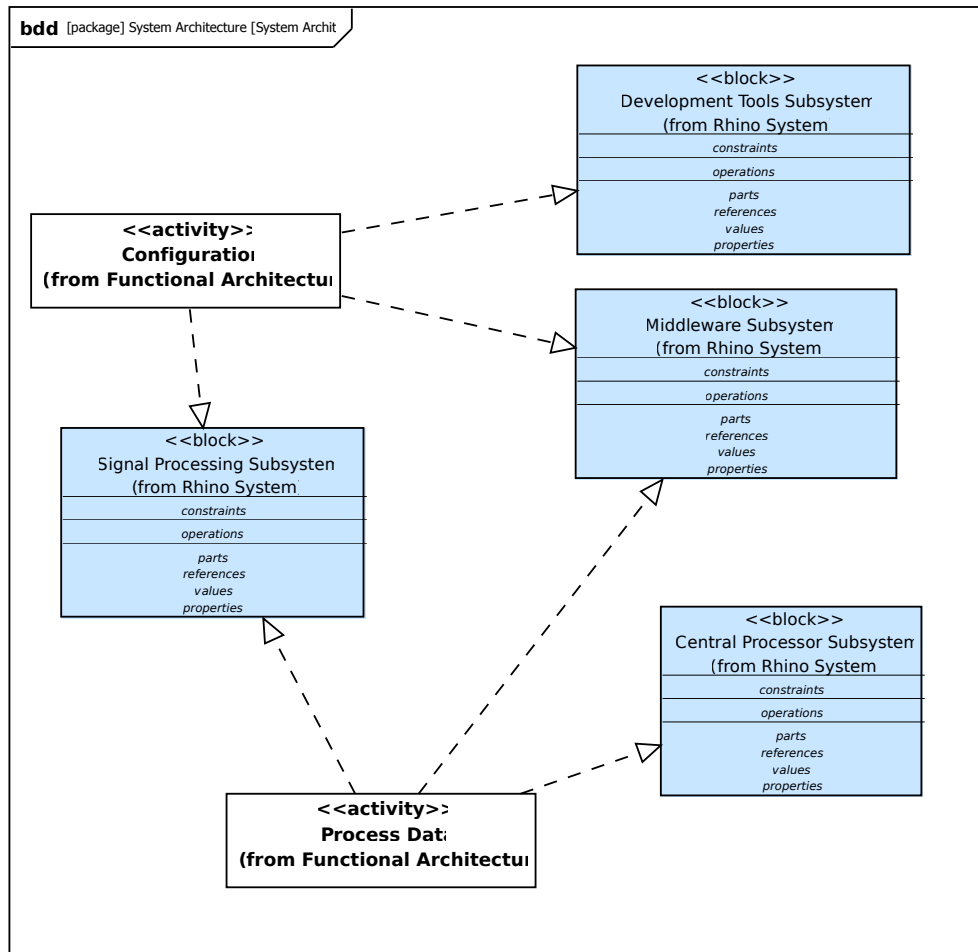 bdd [package] System Architecture [System Archit
<<block>>
Development Tools Subsystem
(from Rhino System
constraints
operations
parts
references
values
properties
<<activity>>
Configuration
(from Functional Architectur
<<block>>
Middleware Subsystem
(from Rhino System
constraints
operations
parts
references
values
properties
<<block>>
Signal Processing Subsystem
(from Rhino System)
constraints
operations
parts
references
values
properties
<<block>>
Central Processor Subsystem
(from Rhino System
constraints
operations
parts
references
values
properties
<<activity>>
Process Data
(from Functional Architectur